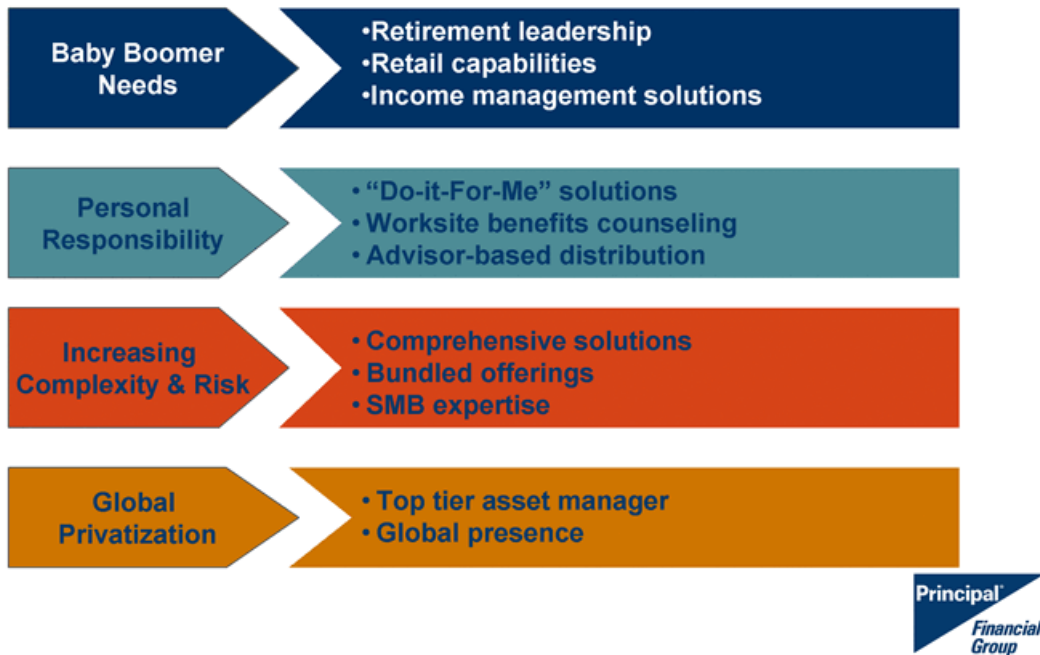 Baby Boomer
Needs
•Retirement leadership
•Retail capabilities
•Income management solutions
Personal
Responsibility
• “Do-it-For-Me” solutions
• Worksite benefits counseling
• Advisor-based distribution
Increasing
Complexity & Risk
• Comprehensive solutions
• Bundled offerings
• SMB expertise
Global
Privatization
• Top tier asset manager
• Global presence
Principal®
Financial
Group